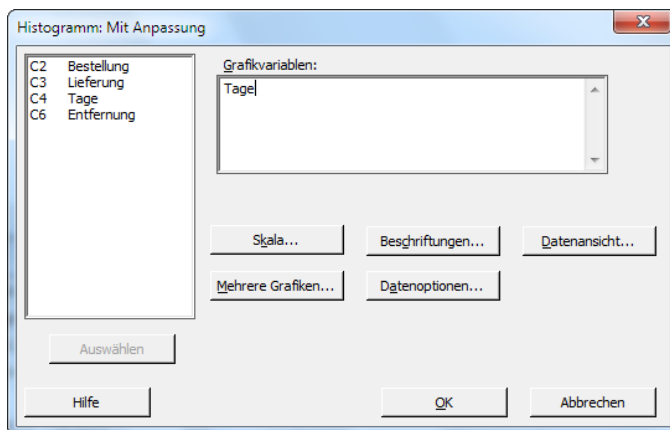 Histogramm: Mit Anpassung
C2 Bestellung
C3 Lieferung
C4 Tage
C6 Entfernung
Grafikvariablen:
Tage
Skala...
Beschriftungen...
Datenansicht...
Mehrere Grafiken...
Datenoptionen...
Auswählen
Hilfe
OK
Abbrechen